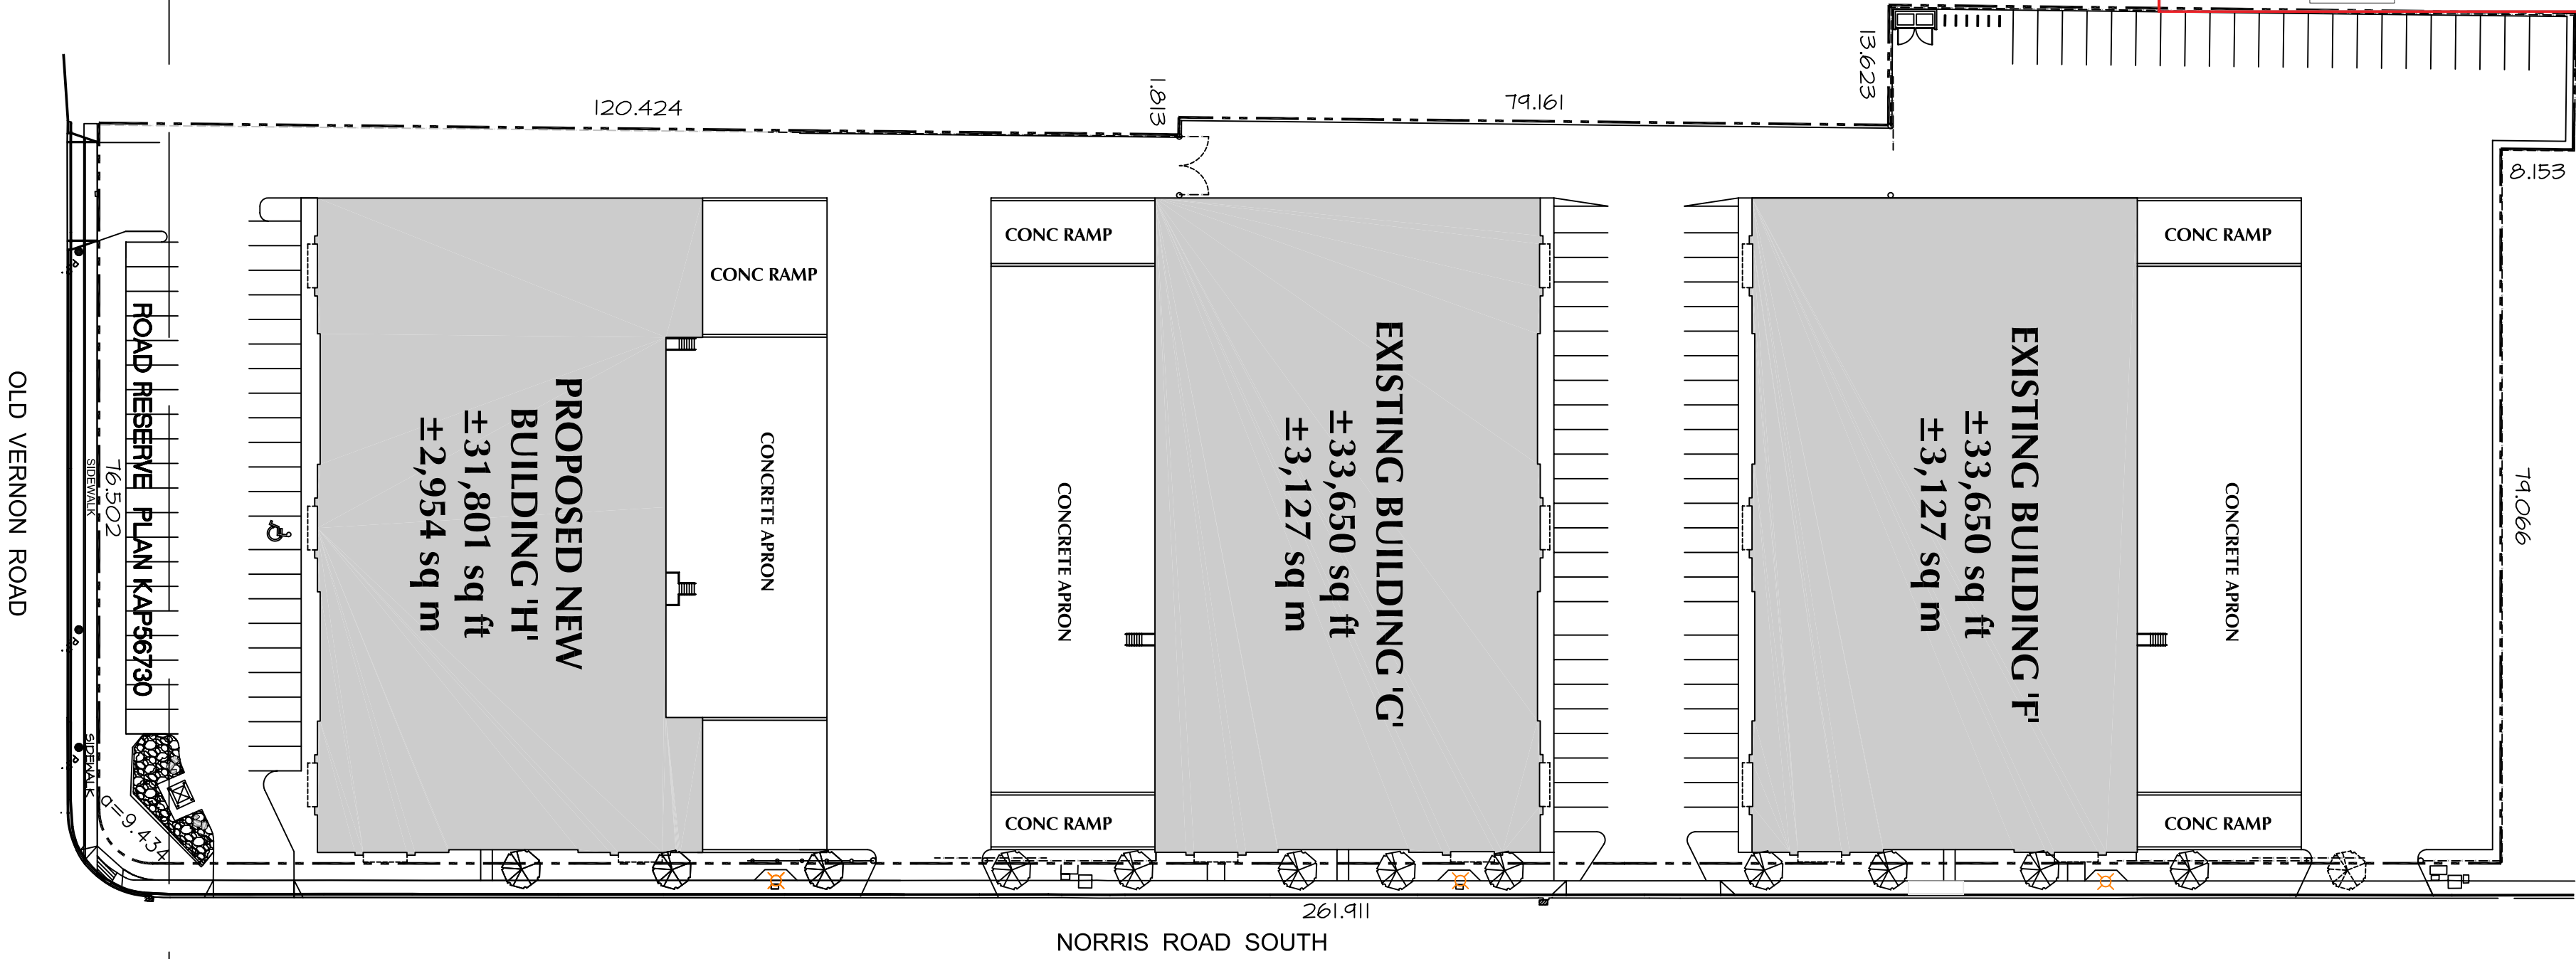 120.424
1.813
79.161
13.623
8.153
79.066
CONC RAMP
CONC RAMP
CONC RAMP
ROAD RESERVE PLAN KAP56730
PROPOSED NEW
BUILDING 'H'
±31,801 sq ft
±2,954 sq m
CONCRETE APRON
CONCRETE APRON
EXISTING BUILDING 'G'
±33,650 sq ft
±3,127 sq m
EXISTING BUILDING 'F'
±33,650 sq ft
±3,127 sq m
CONCRETE APRON
OLD VERNON ROAD
SIDEWALK
76.502
SIDEWALK
a=9.434
CONC RAMP
CONC RAMP
261.911
NORRIS ROAD SOUTH